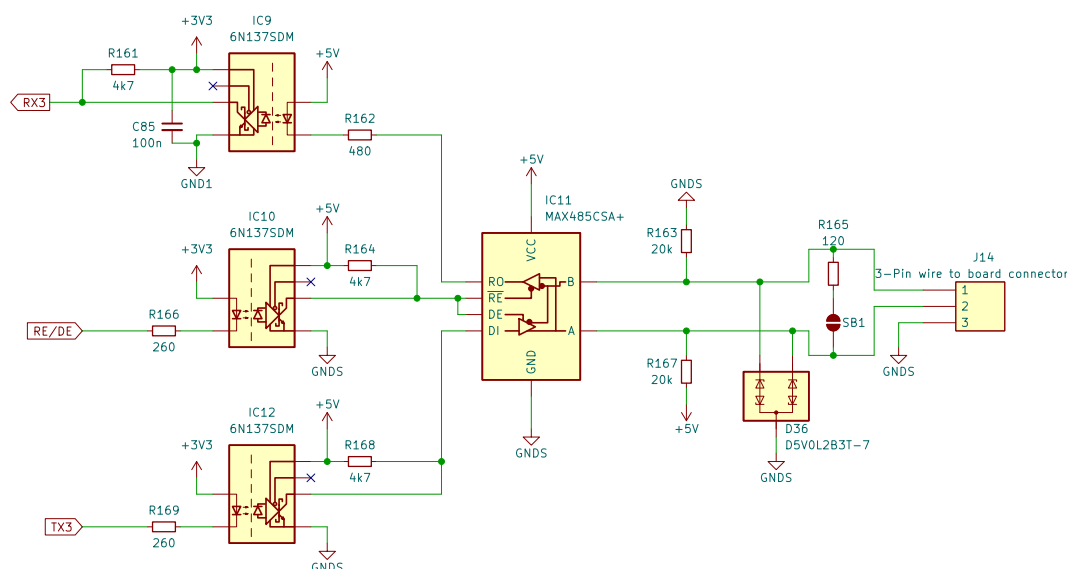 +3V3
IC9
6N137SDM
R161
4k7
+5V
RX3
C85
100n
R162
480
GND1
+5V
IC11
MAX485CSA+
GNDS
R163
20k
R165
120
J14
3-Pin wire to board connector
1
2
3
IC10
6N137SDM
+5V
+3V3
R164
4k7
VCC
RO
RE
DE
DI
B
A
GND
RE/DE
R166
260
GNDS
SB1
GNDS
R167
20k
+5V
D36
D5V0L2B3T-7
GNDS
GNDS
IC12
6N137SDM
+5V
+3V3
R168
4k7
TX3
R169
260
GNDS